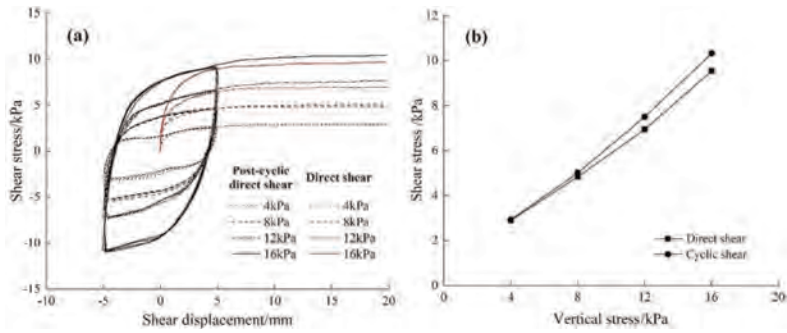 (a)
Shear stress/kPa
15
10
5
0
-5
-10
-15
-10 -5 0 5 10 15 20
Shear displacement/mm
Post-cyclic direct shear
4kPa
8kPa
12kPa
16kPa
Direct shear
4kPa
8kPa
12kPa
16kPa
(b)
Shear stress /kPa
12
10
8
6
4
2
0
0 4 8 12 16 20
Vertical stress/kPa
Direct shear
Cyclic shear